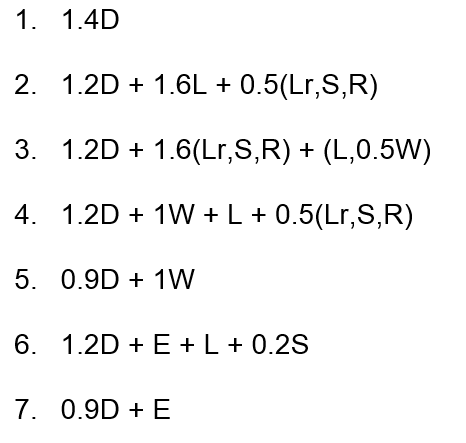 1. 1.4D
2. 1.2D + 1.6L + 0.5(Lr,S,R)
3. 1.2D + 1.6(Lr,S,R) + (L,0.5W)
4. 1.2D + 1W + L + 0.5(Lr,S,R)
5. 0.9D + 1W
6. 1.2D + E + L + 0.2S
7. 0.9D + E